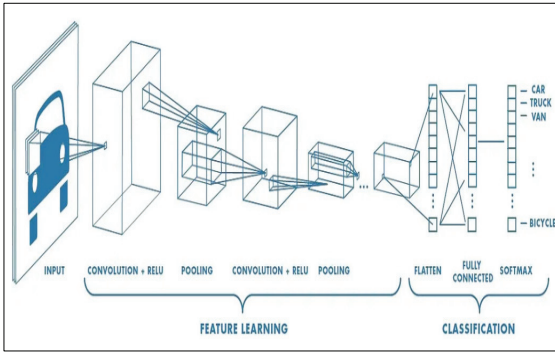 CAR
TRUCK
VAN
BICYCLE
INPUT
CONVOLUTION + RELU
POOLING
CONVOLUTION + RELU
POOLING
FLATTEN
FULLY
CONNECTED
SOFTMAX
FEATURE LEARNING
CLASSIFICATION